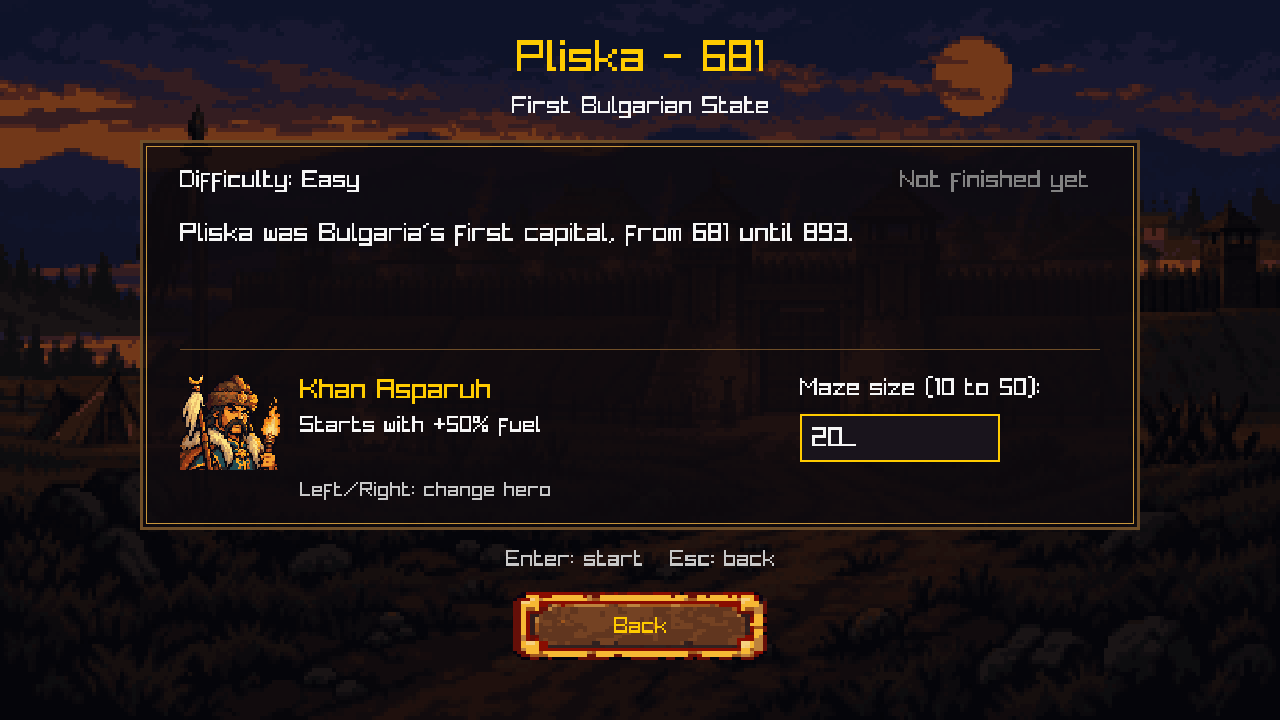 Pliska - 681
First Bulgarian State
Difficulty: Easy
Not finished yet
Pliska was Bulgaria's first capital, from 681 until 893.
Khan Asparuh
Starts with +50% fuel
Left/Right: change hero
Maze size (10 to 50):
20_
Enter: start Esc: back
Back